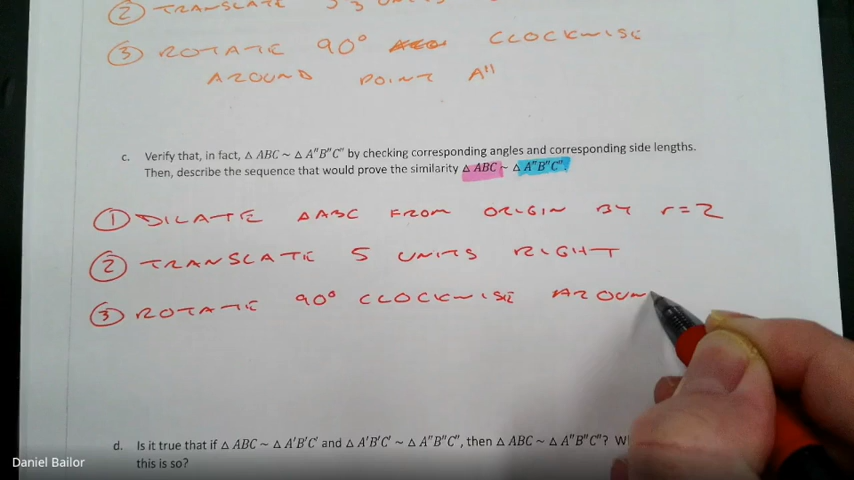 ② TRANSLATE
③ ROTATE 90° CLOCKWISE
AROUND POINT A"
c. Verify that, in fact, △ ABC ~ △ A"B"C" by checking corresponding angles and corresponding side lengths.
Then, describe the sequence that would prove the similarity △ ABC ~ △ A"B"C".
① DILATE △ABC FROM ORIGIN BY r=2
② TRANSLATE 5 UNITS RIGHT
③ ROTATE 90° CLOCKWISE AROUN
d. Is it true that if △ ABC ~ △ A'B'C' and △ A'B'C' ~ △ A"B"C", then △ ABC ~ △ A"B"C"?
this is so?
Daniel Bailor